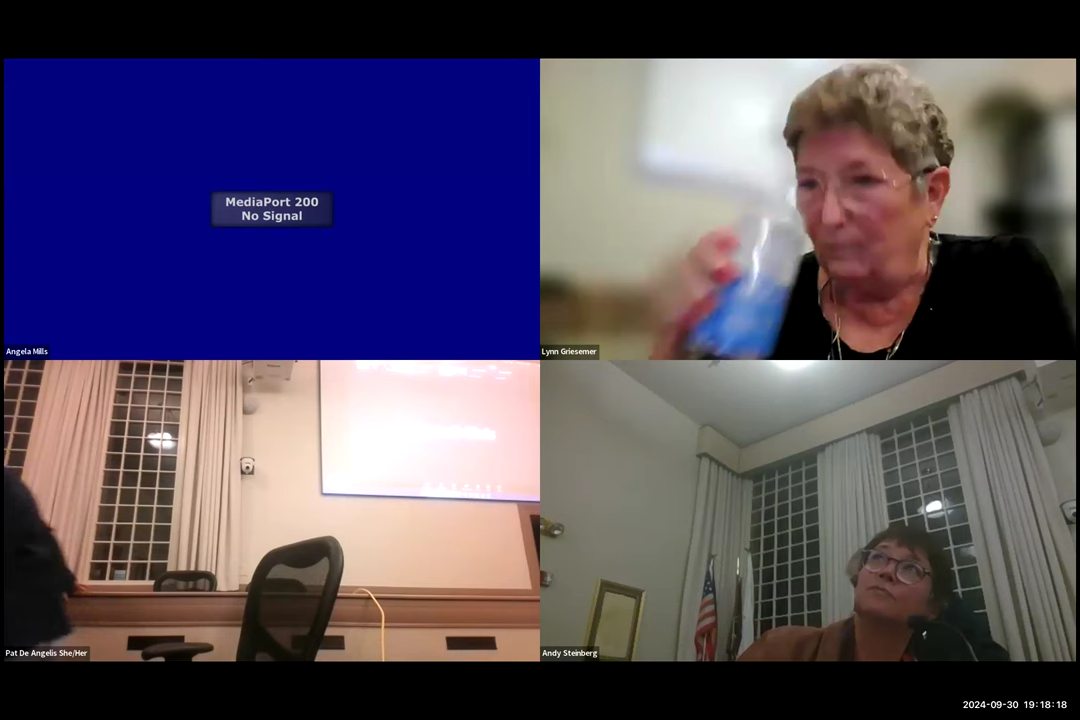 MediaPort 200
No Signal
Angela Mills
Lynn Griesemer
Pat De Angelis She/Her
Andy Steinberg
2024-09-30 19:18:18